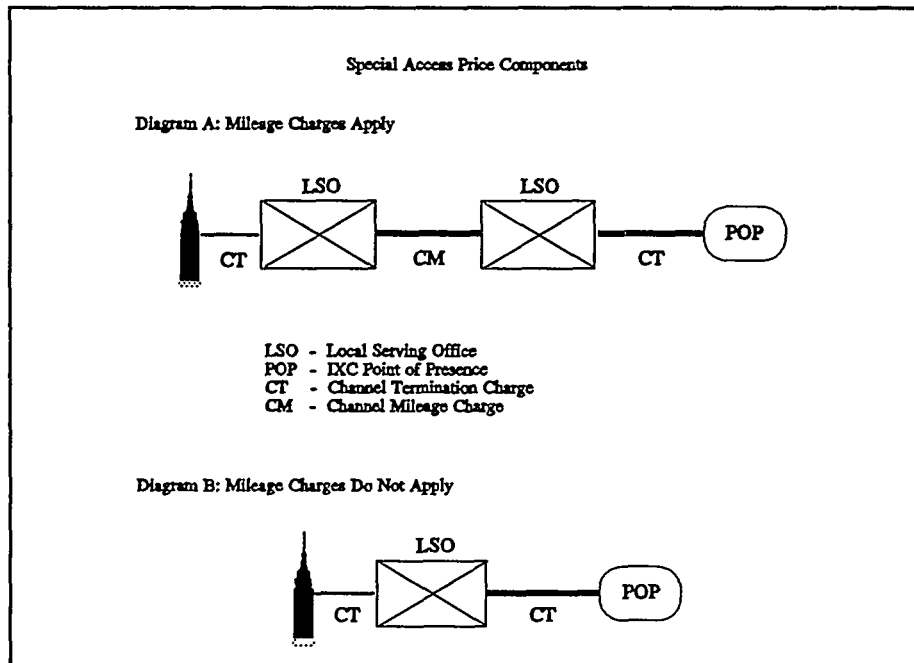 Special Access Price Components
Diagram A: Mileage Charges Apply
LSO LSO
CT CM CT POP
LSO - Local Serving Office
POP - IXC Point of Presence
CT - Channel Termination Charge
CM - Channel Mileage Charge
Diagram B: Mileage Charges Do Not Apply
LSO
CT CT POP